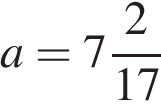 a = 7 2/17